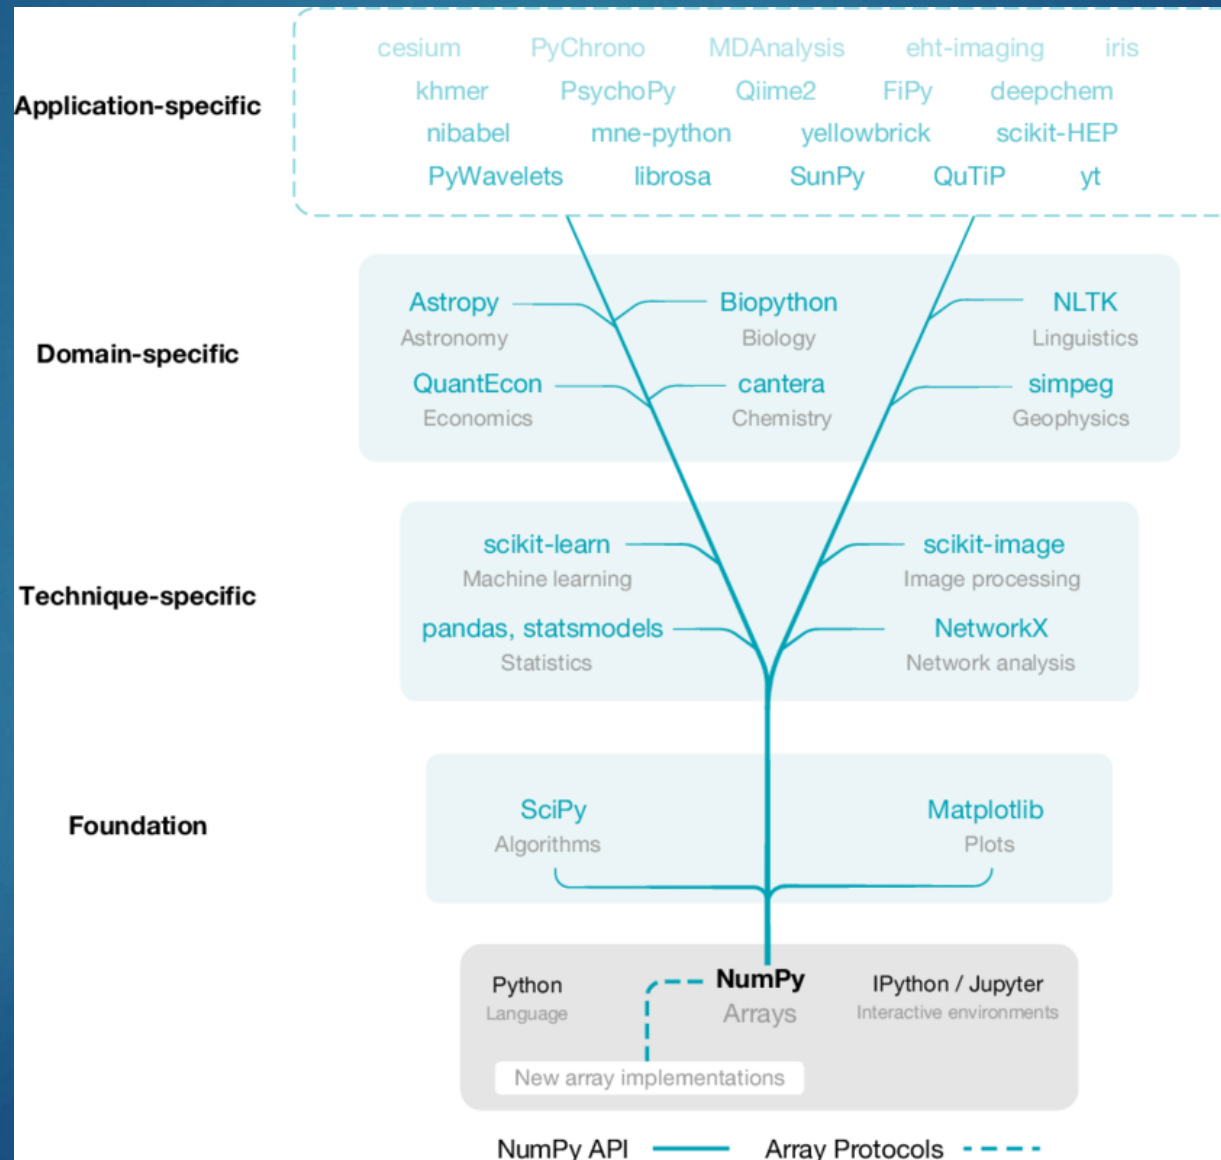 cesium PyChrono MDAnalysis eht-imaging iris
khmer PsychoPy Qiime2 FiPy deepchem
Application-specific
nibabel mne-python yellowbrick scikit-HEP
PyWavelets librosa SunPy QuTiP yt
Astropy Biopython NLTK
Astronomy Biology Linguistics
Domain-specific
QuantEcon cantera simpeg
Economics Chemistry Geophysics
scikit-learn scikit-image
Machine learning Image processing
Technique-specific
pandas, statsmodels NetworkX
Statistics Network analysis
SciPy Matplotlib
Foundation
Algorithms Plots
Python NumPy IPython / Jupyter
Language Arrays Interactive environments
New array implementations
NumPy API Array Protocols